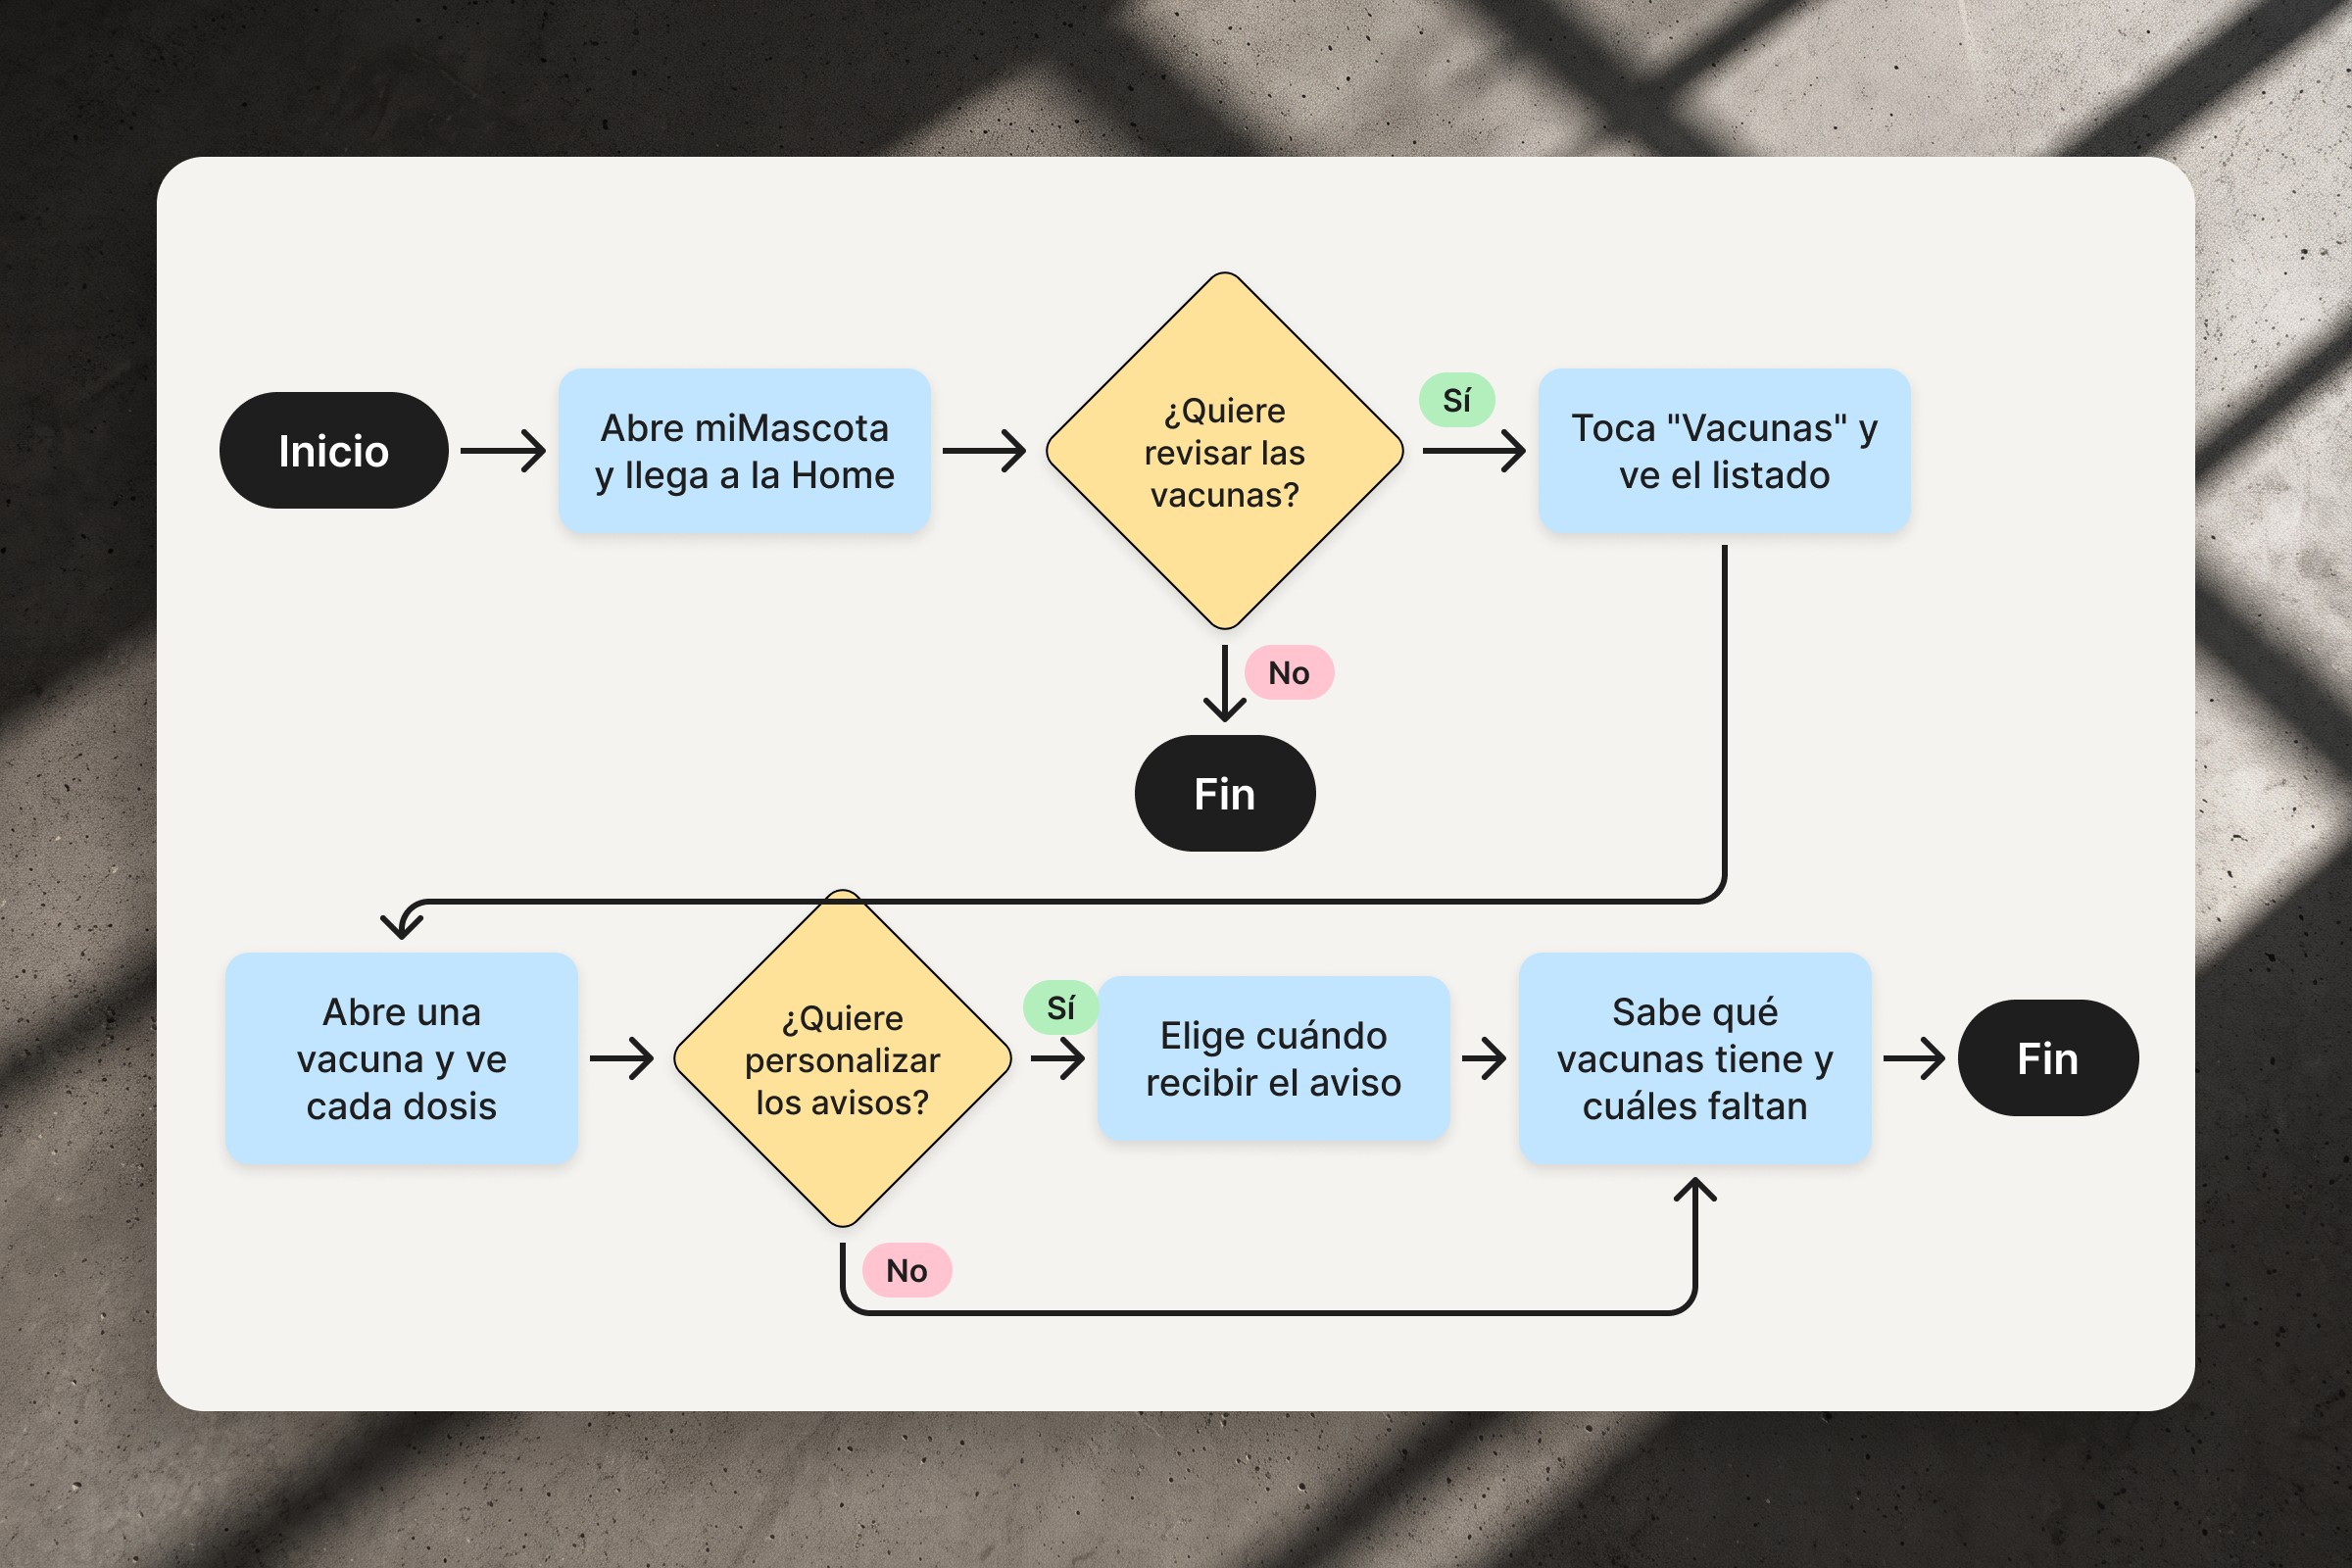 Inicio
Abre miMascota
y llega a la Home
¿Quiere
revisar las
vacunas?
Sí
Toca "Vacunas" y
ve el listado
No
Fin
Abre una
vacuna y ve
cada dosis
¿Quiere
personalizar
los avisos?
Sí
Elige cuándo
recibir el aviso
Sabe qué
vacunas tiene y
cuáles faltan
Fin
No